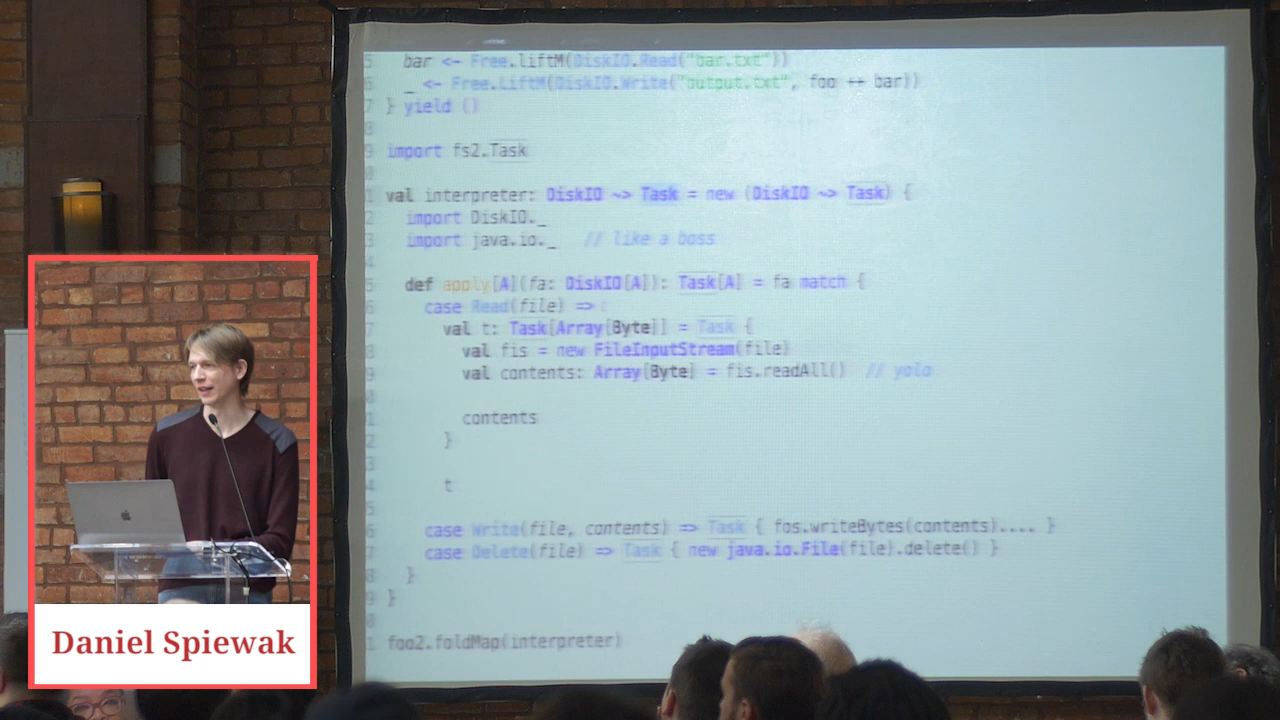 bar <- Free.liftM(DiskIO.Read("bar.txt"))
_ <- Free.LiftM(DiskIO.Write("output.txt", foo ++ bar))
} yield ()
import fs2.Task
val interpreter: DiskIO ~> Task = new (DiskIO ~> Task) {
import DiskIO._
import java.io._ // like a boss
def apply[A](fa: DiskIO[A]): Task[A] = fa match {
case Read(file) =>
val t: Task[Array[Byte]] = Task {
val fis = new FileInputStream(file)
val contents: Array[Byte] = fis.readAll() // yolo
contents
}
t
case Write(file, contents) => Task { fos.writeBytes(contents).... }
case Delete(file) => Task { new java.io.File(file).delete() }
}
}
foo2.foldMap(interpreter)
Daniel Spiewak